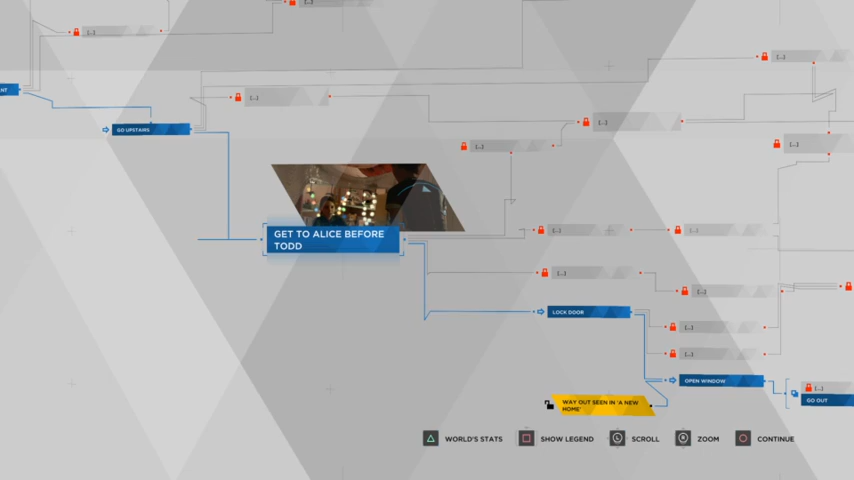 [...]
[...]
[...]
NT
[...]
[...]
GO UPSTAIRS
[...]
[...]
GET TO ALICE BEFORE
TODD
[...]
[...]
[...]
[...]
LOCK DOOR
[...]
[...]
OPEN WINDOW
[...]
GO OUT
WAY OUT SEEN IN 'A NEW
HOME'
WORLD'S STATS
SHOW LEGEND
L
SCROLL
R
ZOOM
CONTINUE